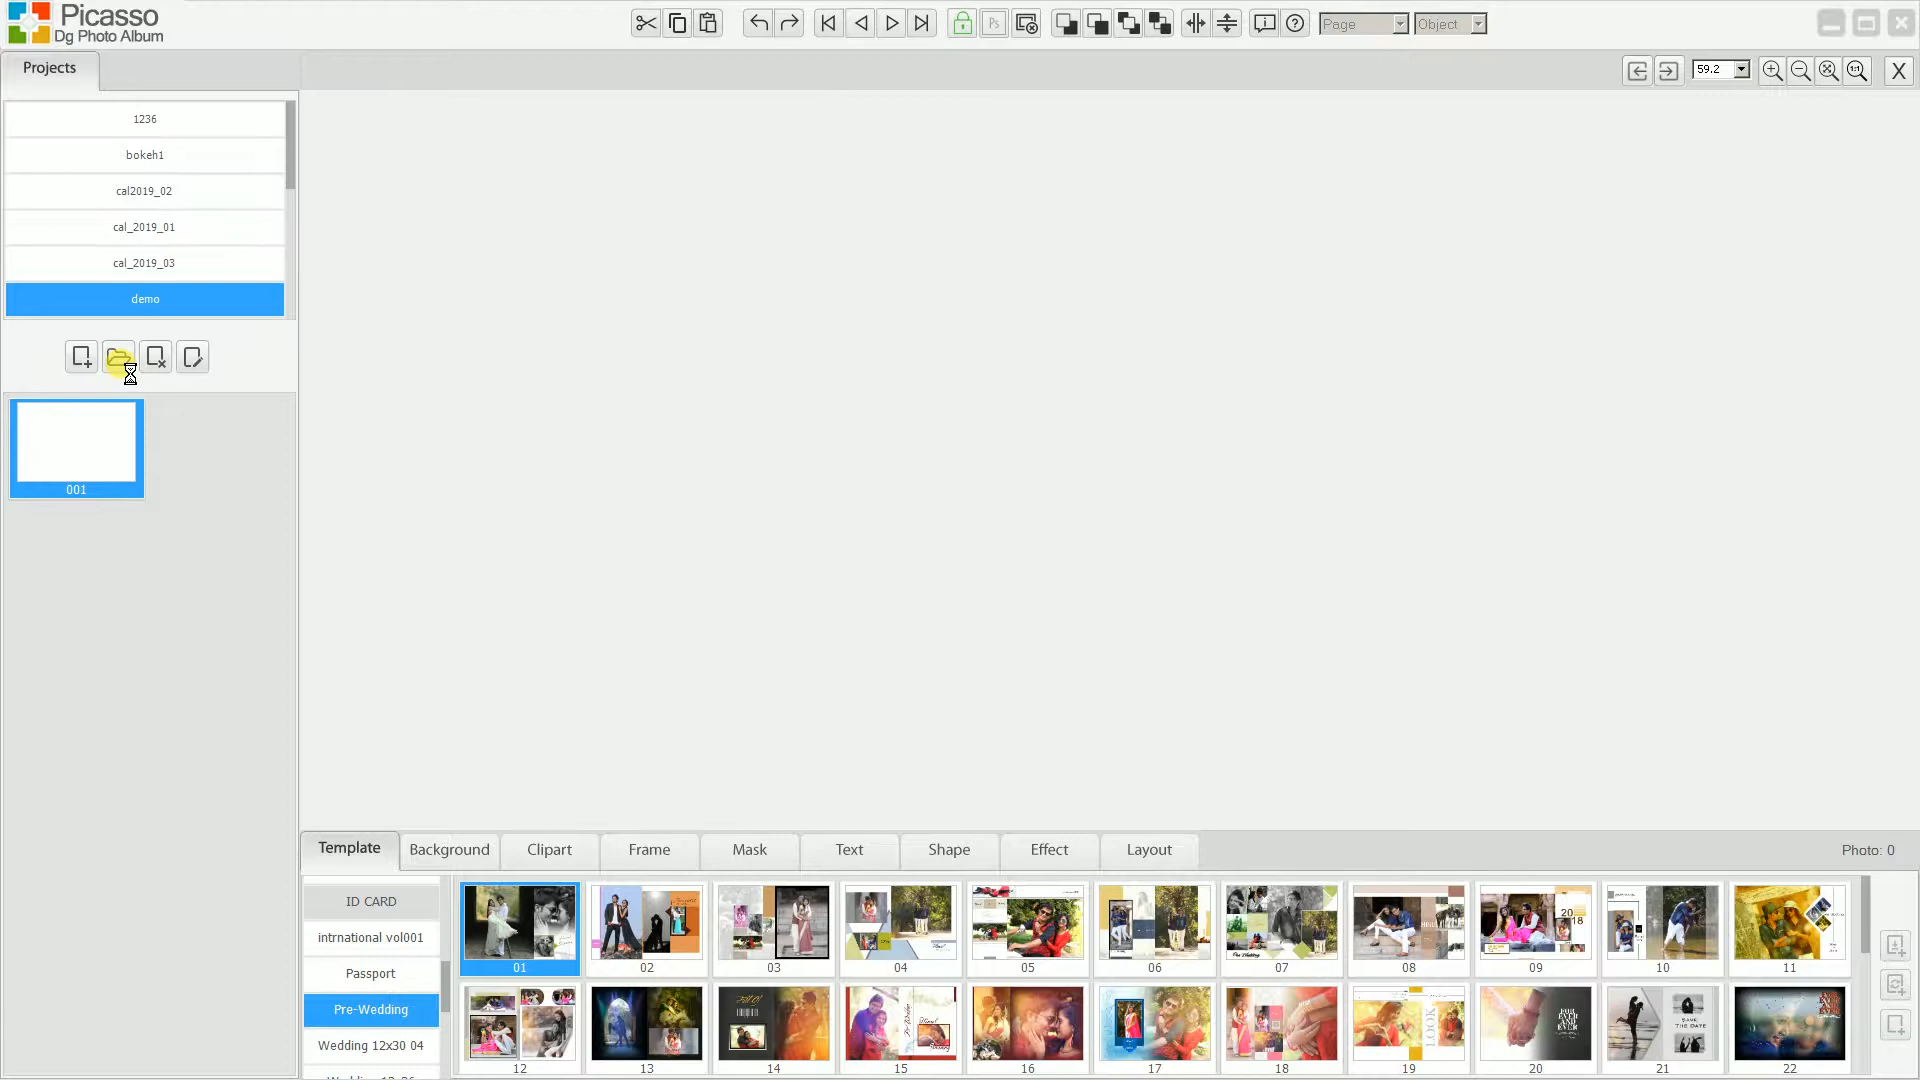 Picasso
Dg Photo Album
Ps
Page
Object
Projects
59.2
1:1
X
1236
bokeh1
cal2019_02
cal_2019_01
cal_2019_03
demo
001
Template
Background
Clipart
Frame
Mask
Text
Shape
Effect
Layout
Photo: 0
ID CARD
intrnational vol001
Passport
Pre-Wedding
Wedding 12x30 04
01
02
03
04
05
06
07
08
09
10
11
12
13
14
15
16
17
18
19
20
21
22